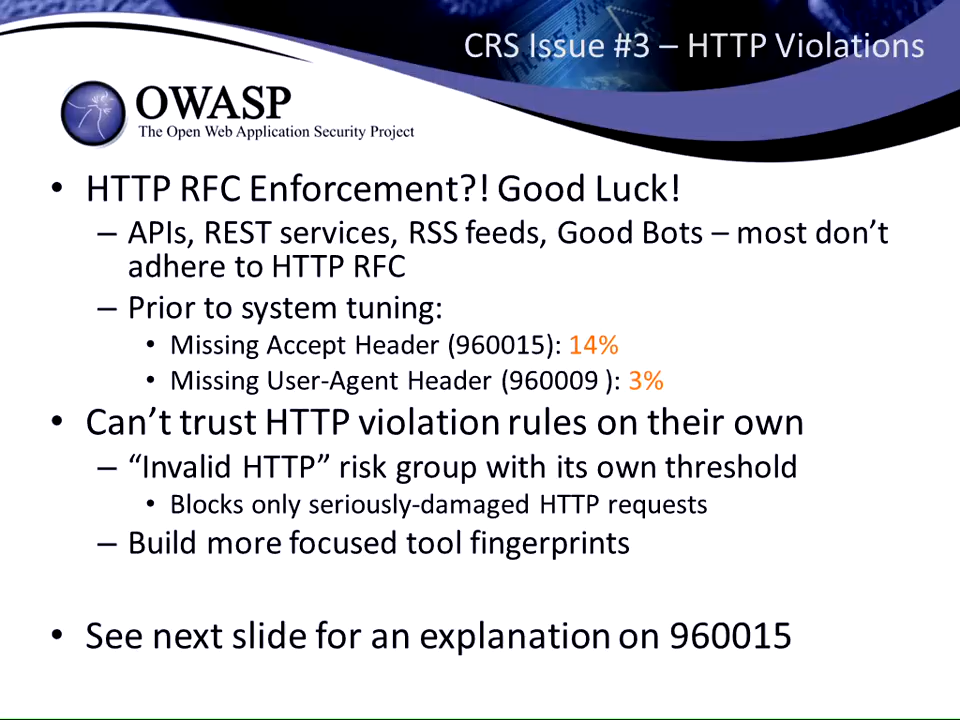 CRS Issue #3 – HTTP Violations
OWASP
The Open Web Application Security Project
• HTTP RFC Enforcement?! Good Luck!
– APIs, REST services, RSS feeds, Good Bots – most don’t
adhere to HTTP RFC
– Prior to system tuning:
• Missing Accept Header (960015): 14%
• Missing User-Agent Header (960009 ): 3%
• Can’t trust HTTP violation rules on their own
– “Invalid HTTP” risk group with its own threshold
• Blocks only seriously-damaged HTTP requests
– Build more focused tool fingerprints
• See next slide for an explanation on 960015